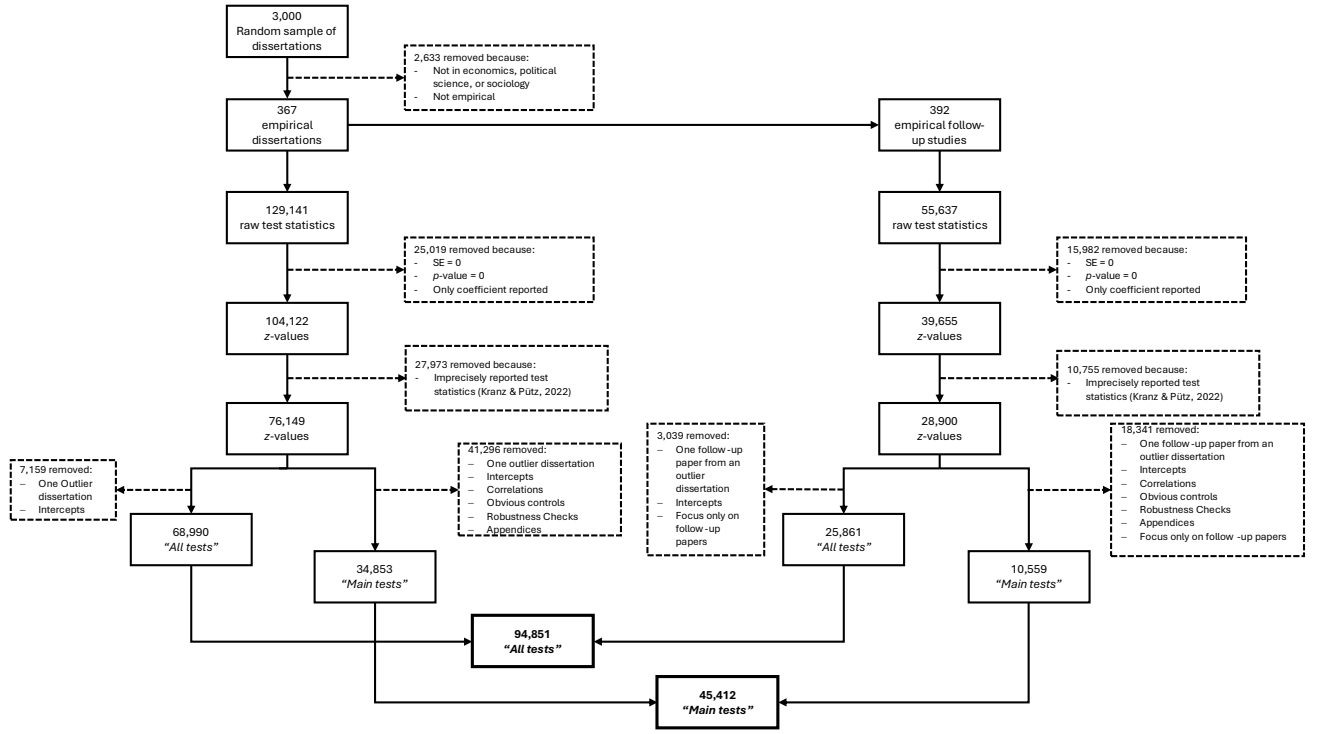 3,000
Random sample of
dissertations
2,633 removed because:
- Not in economics, political
science, or sociology
- Not empirical
367
empirical
dissertations
392
empirical follow-
up studies
129,141
raw test statistics
55,637
raw test statistics
25,019 removed because:
- SE = 0
- p-value = 0
- Only coefficient reported
15,982 removed because:
- SE = 0
- p-value = 0
- Only coefficient reported
104,122
z-values
39,655
z-values
27,973 removed because:
- Imprecisely reported test
statistics (Kranz & Pütz, 2022)
10,755 removed because:
- Imprecisely reported test
statistics (Kranz & Pütz, 2022)
76,149
z-values
28,900
z-values
7,159 removed:
– One Outlier
dissertation
– Intercepts
41,296 removed:
– One outlier dissertation
– Intercepts
– Correlations
– Obvious controls
– Robustness Checks
– Appendices
3,039 removed:
– One follow-up
paper from an
outlier
dissertation
– Intercepts
– Focus only on
follow-up
papers
18,341 removed:
– One follow-up paper from an
outlier dissertation
– Intercepts
– Correlations
– Obvious controls
– Robustness Checks
– Appendices
– Focus only on follow-up papers
68,990
“All tests”
34,853
“Main tests”
25,861
“All tests”
10,559
“Main tests”
94,851
“All tests”
45,412
“Main tests”